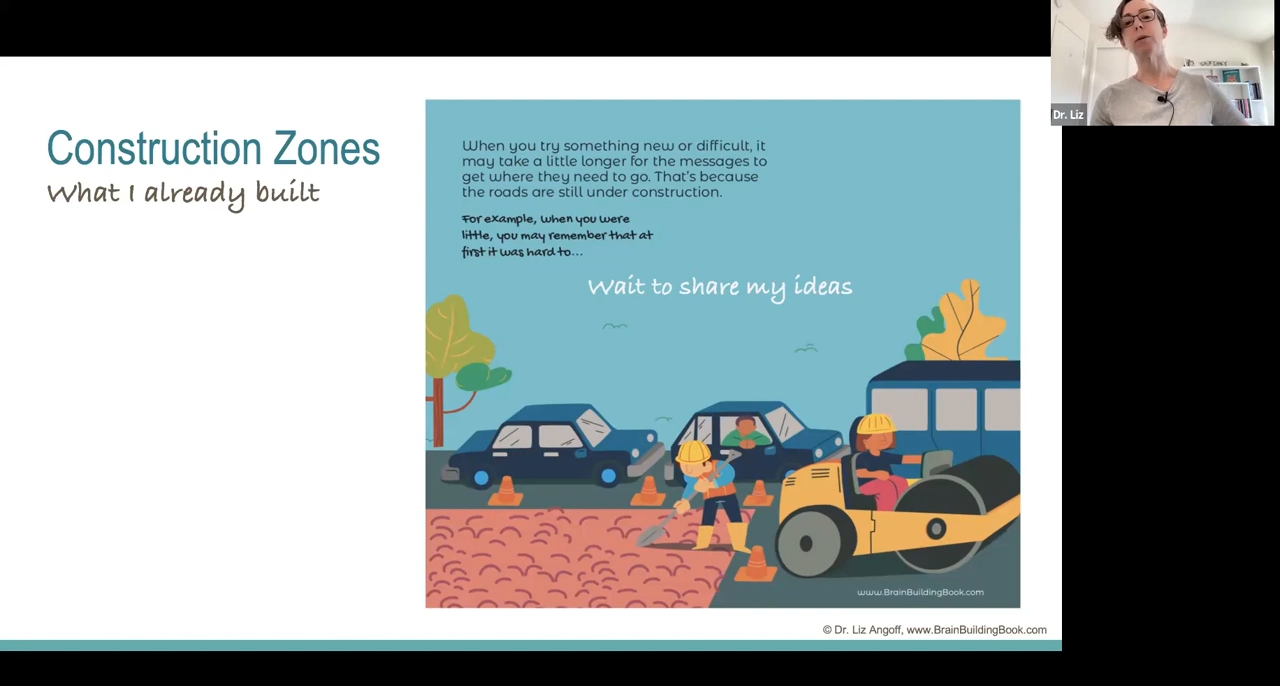 Construction Zones
What I already built
When you try something new or difficult, it
may take a little longer for the messages to
get where they need to go. That's because
the roads are still under construction.
For example, when you were
little, you may remember that at
first it was hard to...
Wait to share my ideas
www.BrainBuildingBook.com
© Dr. Liz Angoff, www.BrainBuildingBook.com
Dr. Liz